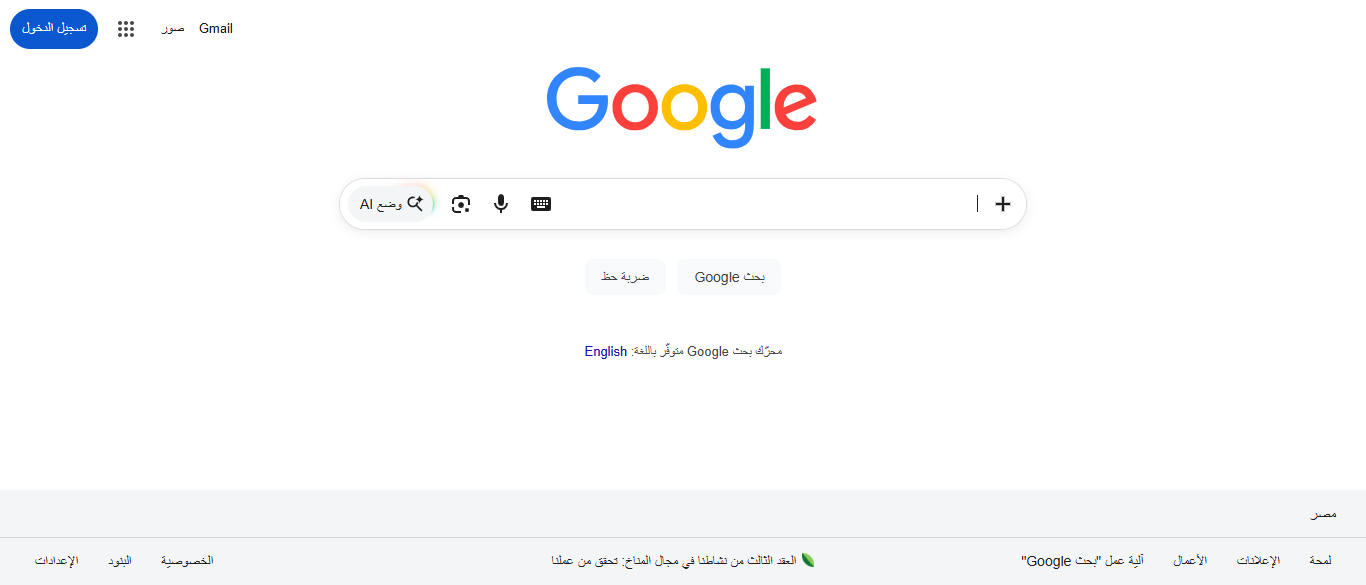 Gmail صور تسجيل الدخول
Google
وضع AI
بحث Google ضربة حظ
محرّك بحث Google متوفّر باللغة: English
مصر
لمحة الإعلانات الأعمال آلية عمل "بحث Google" العقد الثالث من نشاطنا في مجال المناخ: تحقق من عملنا الخصوصية البنود الإعدادات